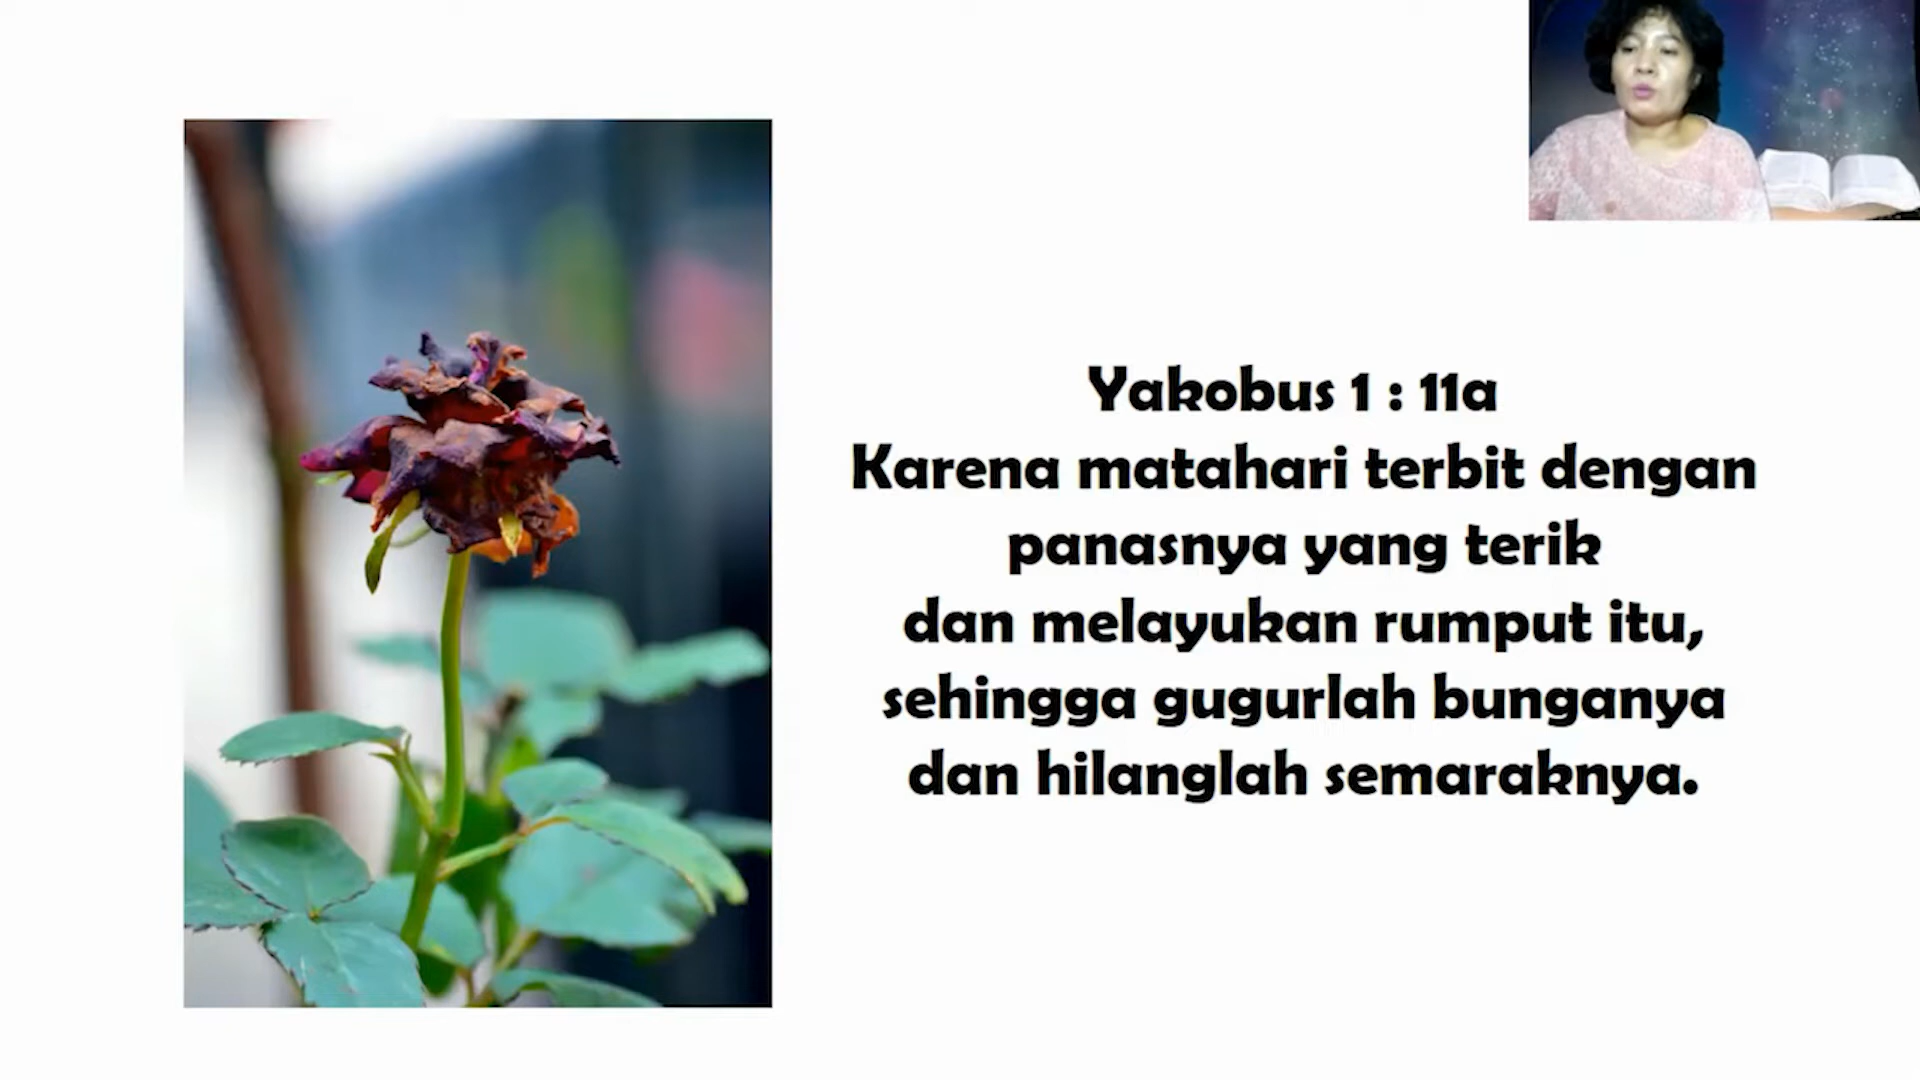 Yakobus 1 : 11a
Karena matahari terbit dengan
panasnya yang terik
dan melayukan rumput itu,
sehingga gugurlah bunganya
dan hilanglah semaraknya.